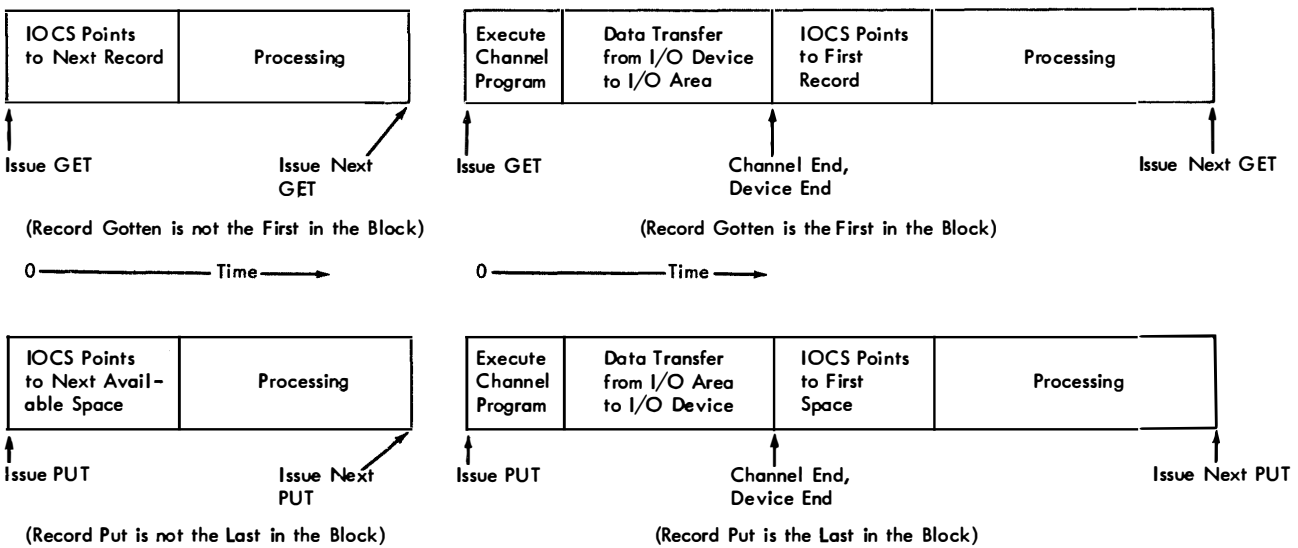 IOCS Points
to Next Record
Processing
Issue GET
Issue Next
GET
(Record Gotten is not the First in the Block)
Execute
Channel
Program
Data Transfer
from I/O Device
to I/O Area
IOCS Points
to First
Record
Processing
Issue GET
Channel End,
Device End
Issue Next GET
(Record Gotten is the First in the Block)
0 Time
0 Time
IOCS Points
to Next Avail-
able Space
Processing
Issue PUT
Issue Next
PUT
(Record Put is not the Last in the Block)
Execute
Channel
Program
Data Transfer
from I/O Area
to I/O Device
IOCS Points
to First
Space
Processing
Issue PUT
Channel End,
Device End
Issue Next PUT
(Record Put is the Last in the Block)